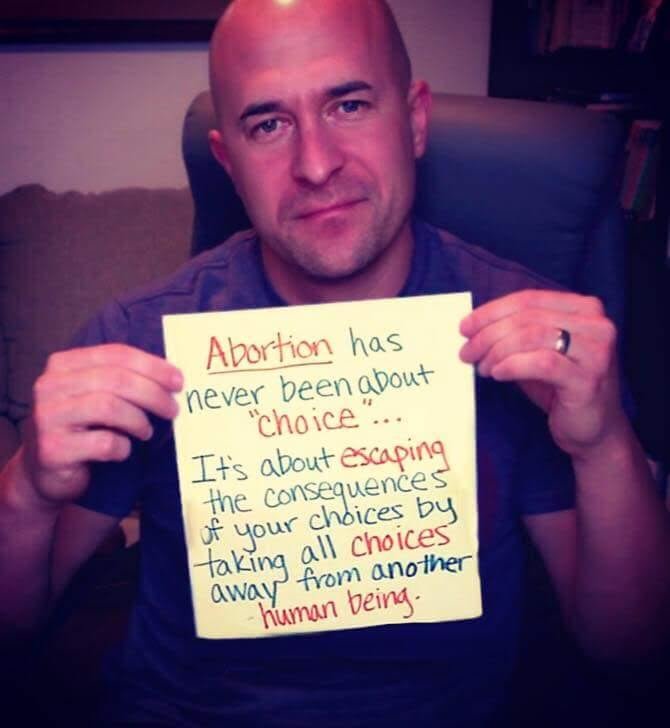 Abortion has
never been about
"choice"...
It's about escaping
the consequences
of your choices by
taking all choices
away from another
human being.